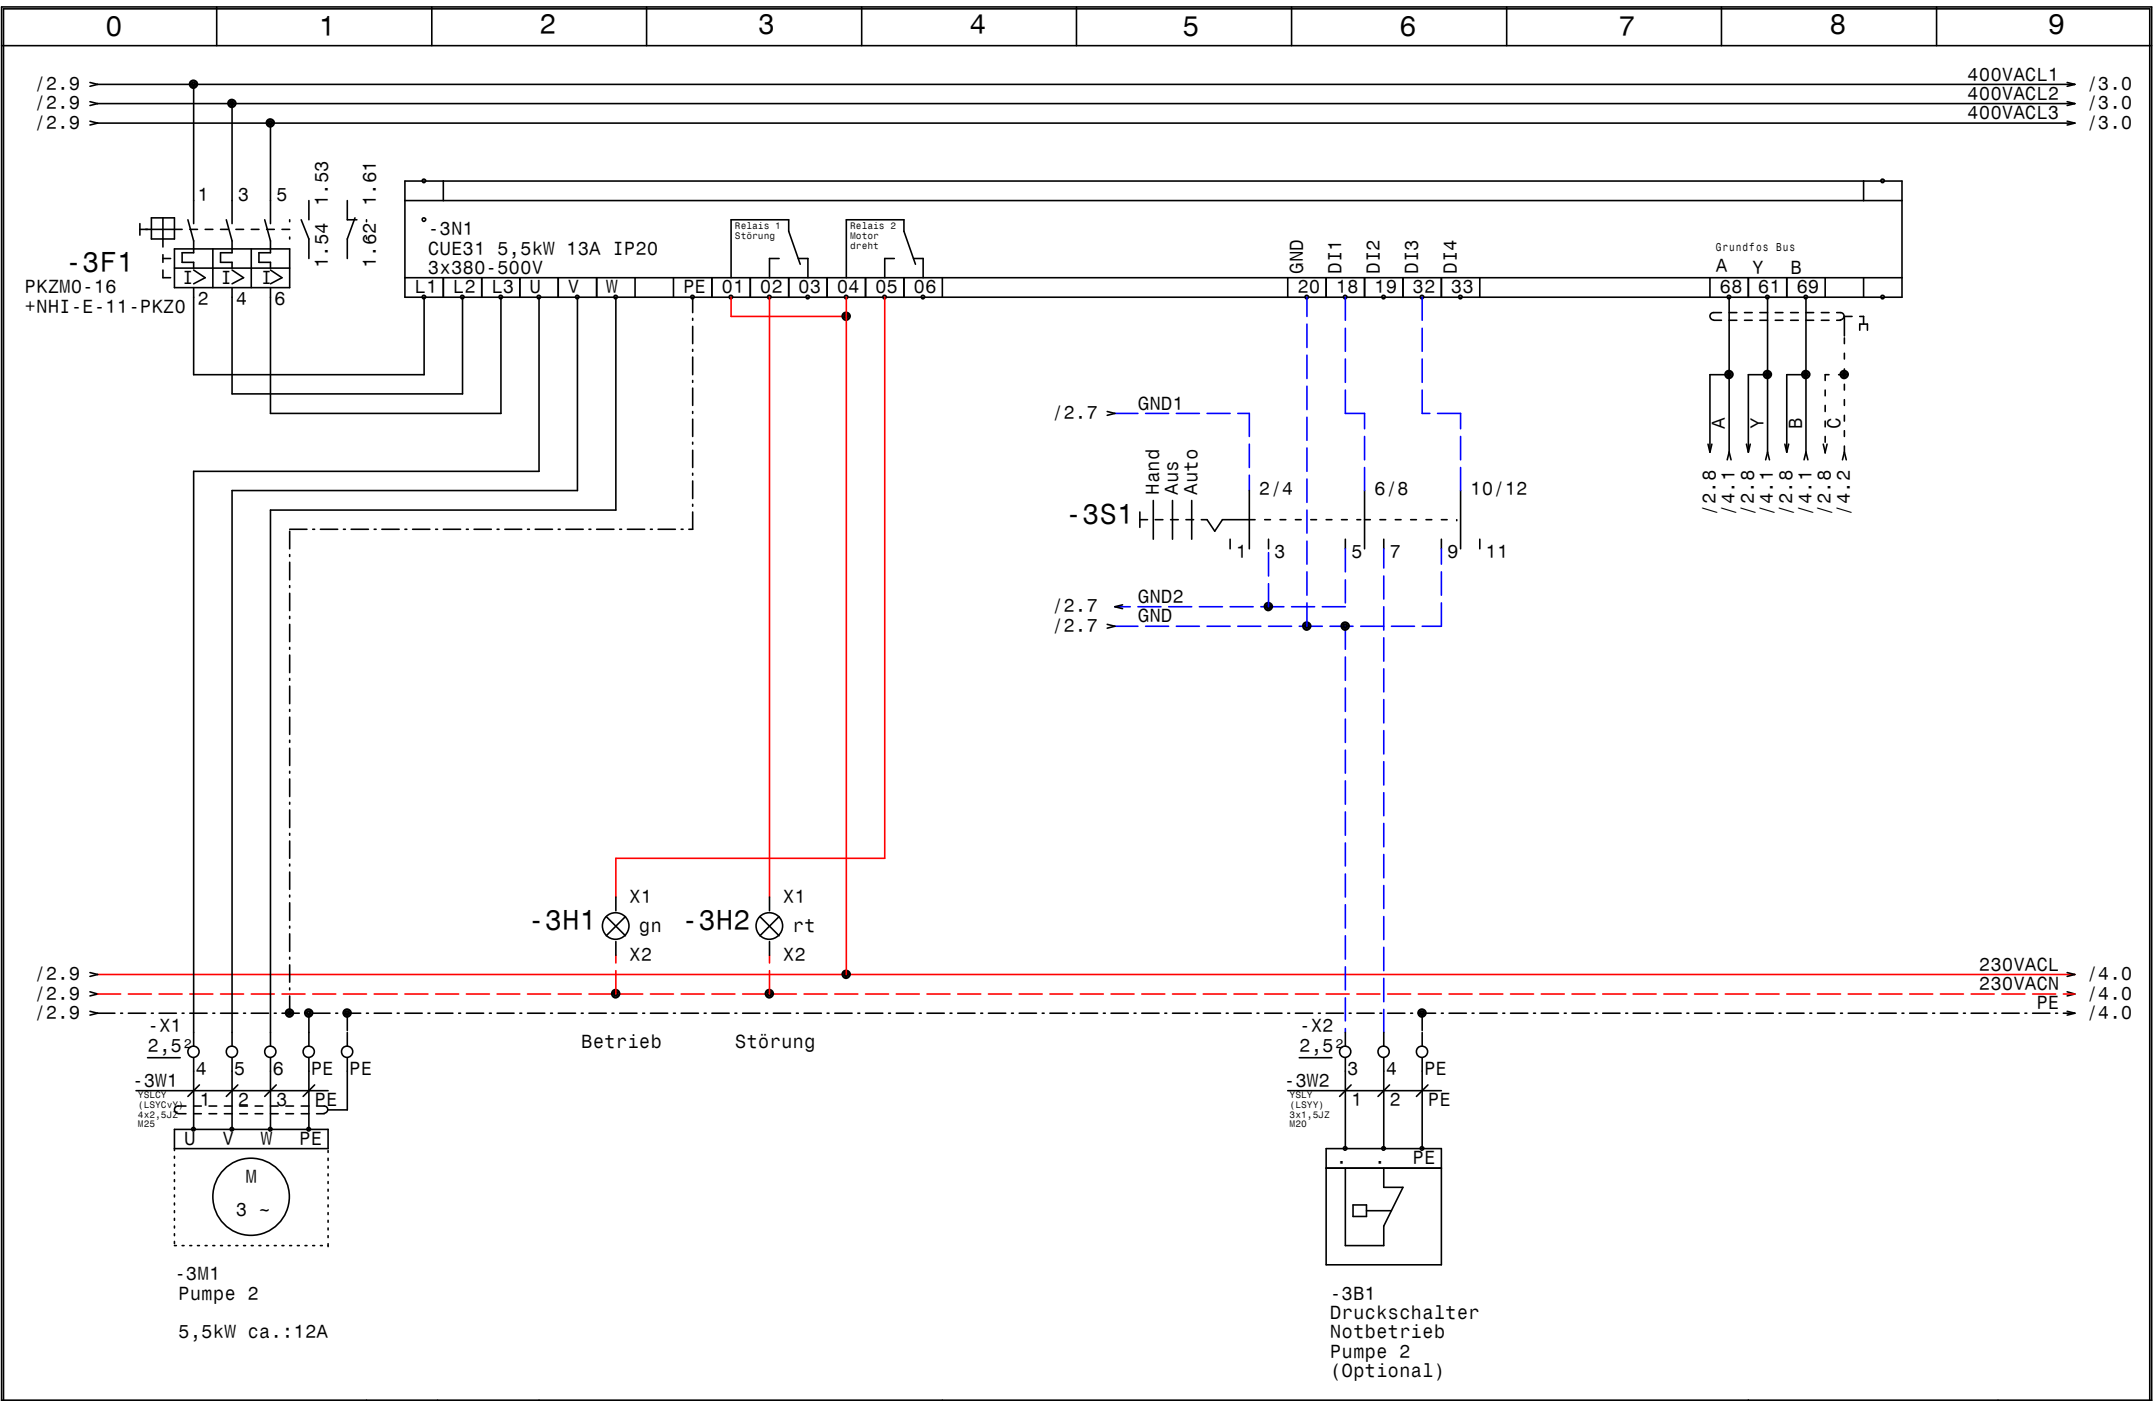 0 1 2 3 4 5 6 7 8 9
/2.9 400VACL1 /3.0
/2.9 400VACL2 /3.0
/2.9 400VACL3 /3.0
1 3 5
1.54 1.53
1.62 1.61
-3F1
PKZM0-16
+NHI-E-11-PKZ0
I> I> I>
2 4 6
-3N1
CUE31 5,5kW 13A IP20
3x380-500V
Relais 1
Störung
Relais 2
Motor
dreht
GND DI1 DI2 DI3 DI4
Grundfos Bus
A Y B
L1 L2 L3 U V W PE 01 02 03 04 05 06 20 18 19 32 33 68 61 69
A Y B C
/2.8 /4.1 /2.8 /4.1 /2.8 /4.1 /2.8 /4.2
/2.7 GND1
Hand
Aus
Auto
2/4 6/8 10/12
-3S1
1 3 5 7 9 11
/2.7 GND2
/2.7 GND
X1 X1
-3H1 gn -3H2 rt
X2 X2
/2.9 230VACL /4.0
/2.9 230VACN /4.0
/2.9 PE /4.0
Betrieb Störung
-X1
2,5²
4 5 6 PE PE
-3W1
YSLCY
(LSYCvY)
4x2,5JZ
M25
1 2 3 PE
U V W PE
M
3 ~
-3M1
Pumpe 2
5,5kW ca.:12A
-X2
2,5²
3 4 PE
-3W2
YSLY
(LSYY)
3x1,5JZ
M20
1 2 PE
. . PE
-3B1
Druckschalter
Notbetrieb
Pumpe 2
(Optional)